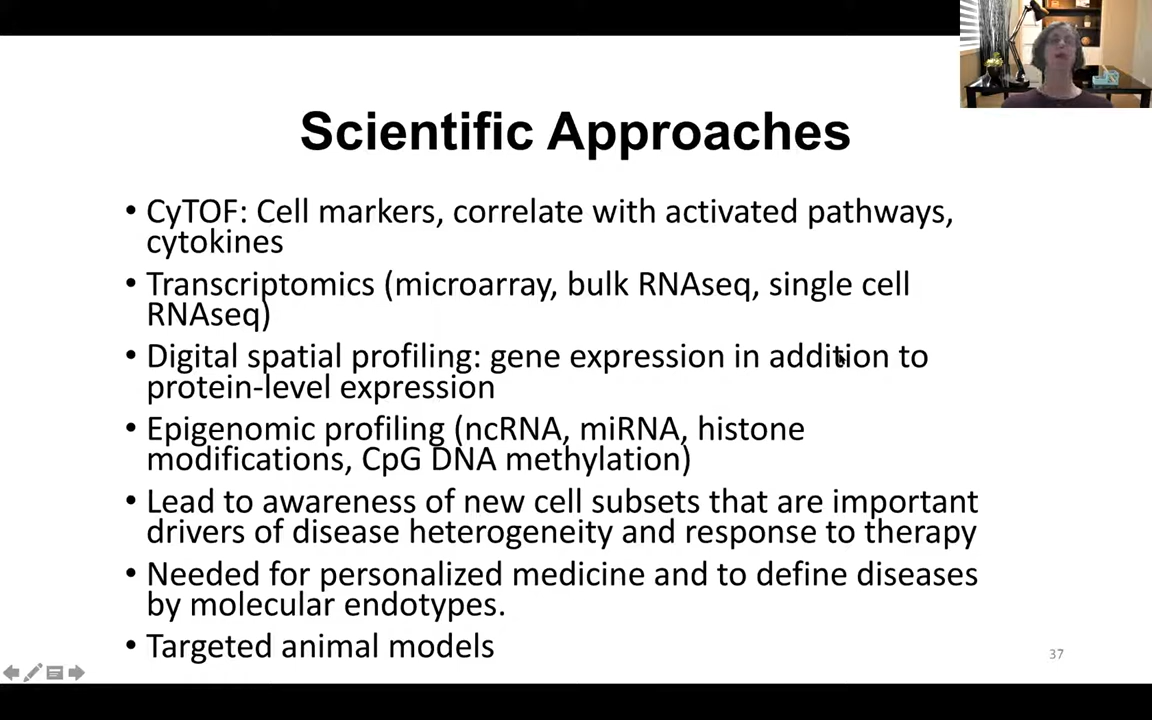 Scientific Approaches
• CyTOF: Cell markers, correlate with activated pathways,
cytokines
• Transcriptomics (microarray, bulk RNAseq, single cell
RNAseq)
• Digital spatial profiling: gene expression in addition to
protein-level expression
• Epigenomic profiling (ncRNA, miRNA, histone
modifications, CpG DNA methylation)
• Lead to awareness of new cell subsets that are important
drivers of disease heterogeneity and response to therapy
• Needed for personalized medicine and to define diseases
by molecular endotypes.
• Targeted animal models
37